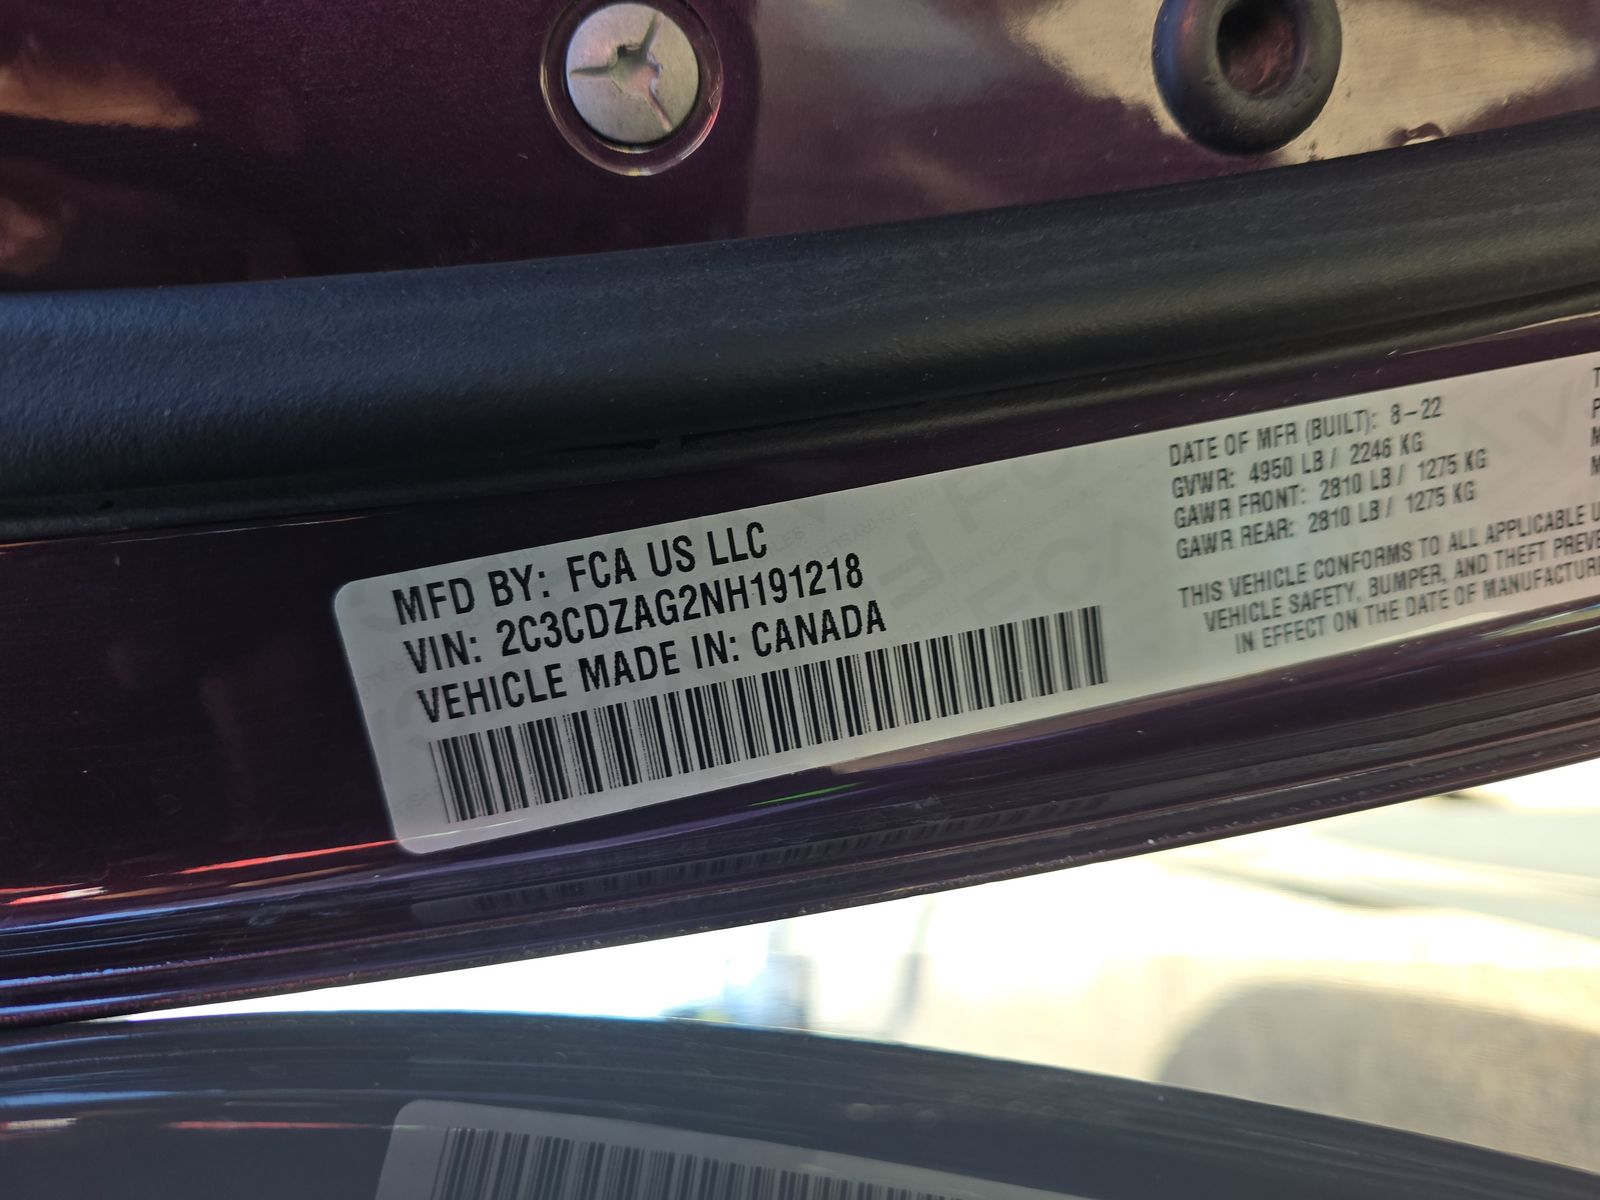 MFD BY: FCA US LLC
VIN: 2C3CDZAG2NH191218
VEHICLE MADE IN: CANADA
DATE OF MFR (BUILT): 8-22
GVWR: 4950 LB / 2246 KG
GAWR FRONT: 2810 LB / 1275 KG
GAWR REAR: 2810 LB / 1275 KG
THIS VEHICLE CONFORMS TO ALL APPLICABLE U
VEHICLE SAFETY, BUMPER, AND THEFT PREVE
IN EFFECT ON THE DATE OF MANUFACTUR